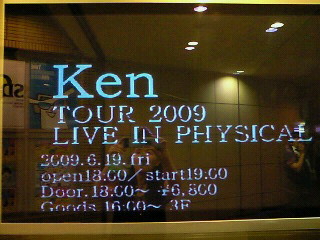 Ken
TOUR 2009
LIVE IN PHYSICAL
2009.6.19.fri
open18:00/start19:00
Door.18:00~ ¥6,800
Goods 16:00~ 3F